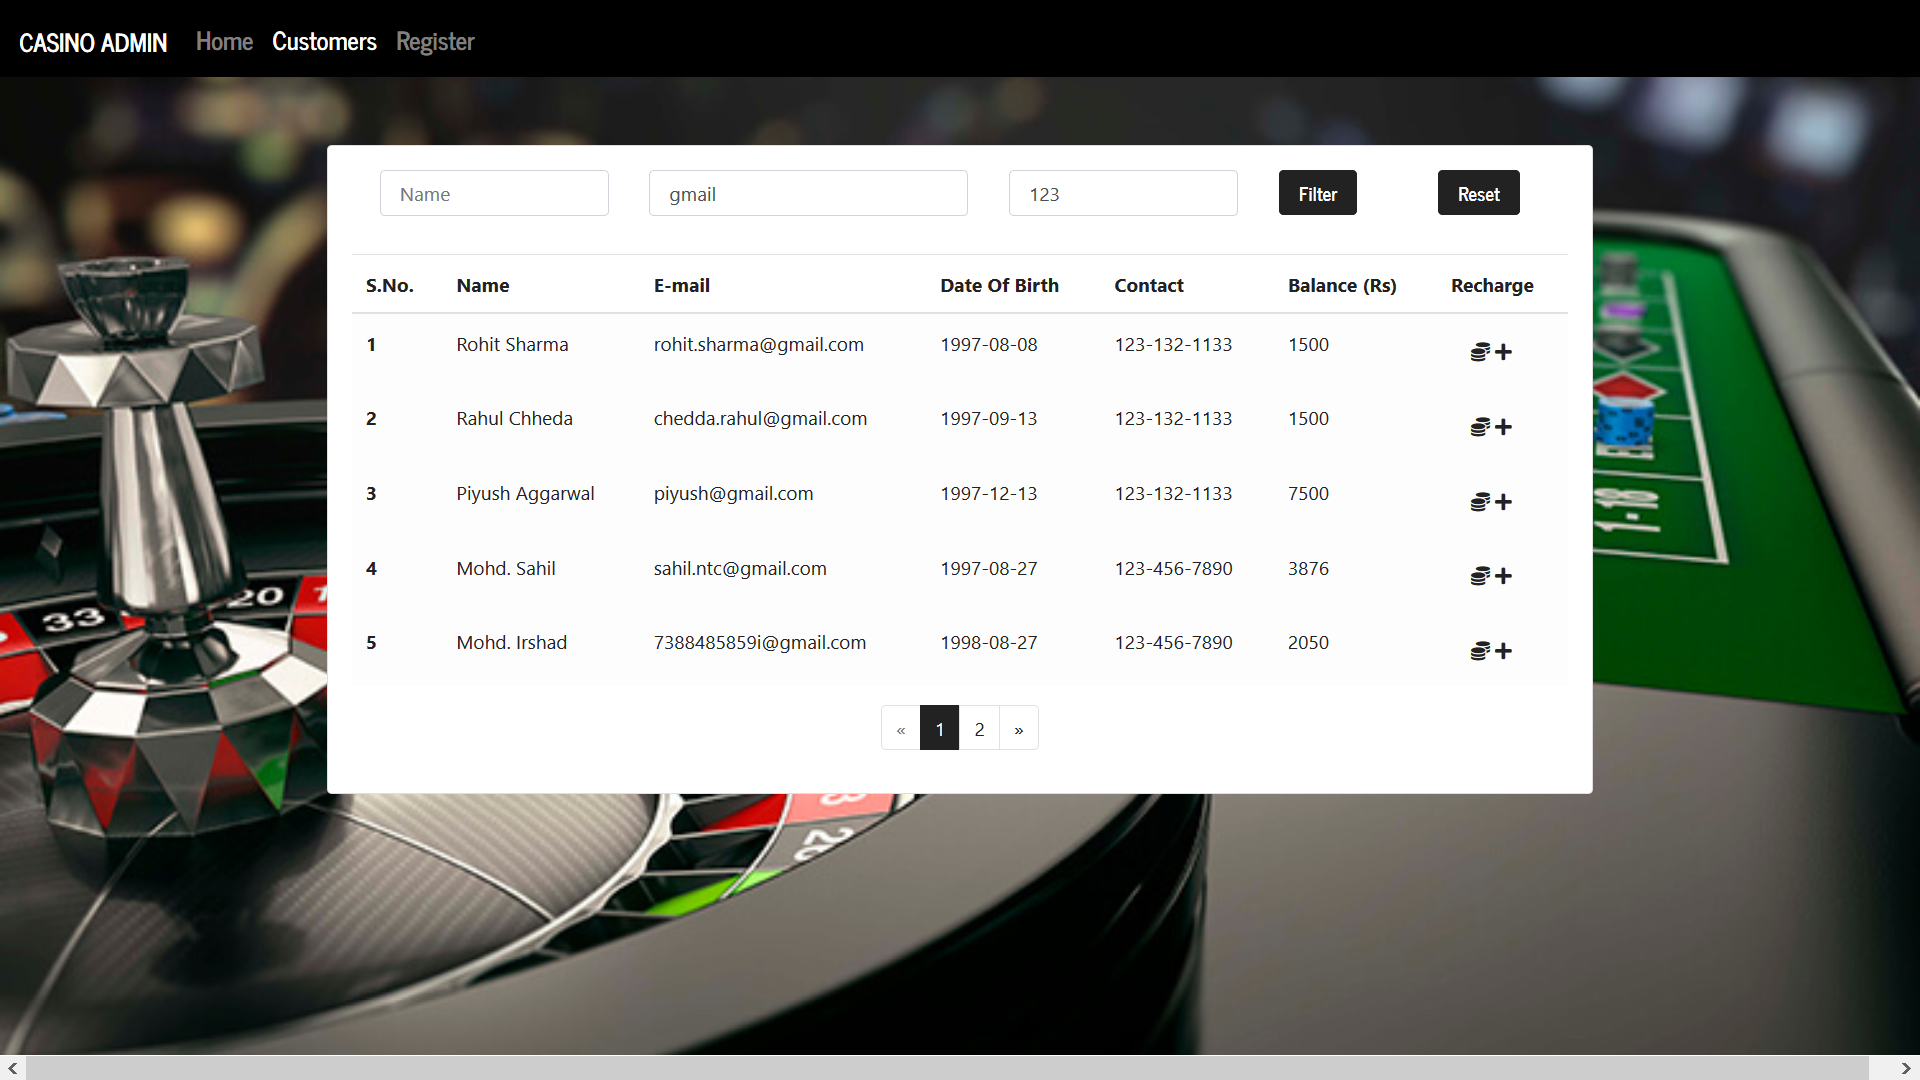 CASINO ADMIN Home Customers Register
Name gmail 123 Filter Reset
S.No. Name E-mail Date Of Birth Contact Balance (Rs) Recharge
1 Rohit Sharma rohit.sharma@gmail.com 1997-08-08 123-132-1133 1500
2 Rahul Chheda chedda.rahul@gmail.com 1997-09-13 123-132-1133 1500
3 Piyush Aggarwal piyush@gmail.com 1997-12-13 123-132-1133 7500
4 Mohd. Sahil sahil.ntc@gmail.com 1997-08-27 123-456-7890 3876
5 Mohd. Irshad 7388485859i@gmail.com 1998-08-27 123-456-7890 2050
« 1 2 »
33
20
1-18
26